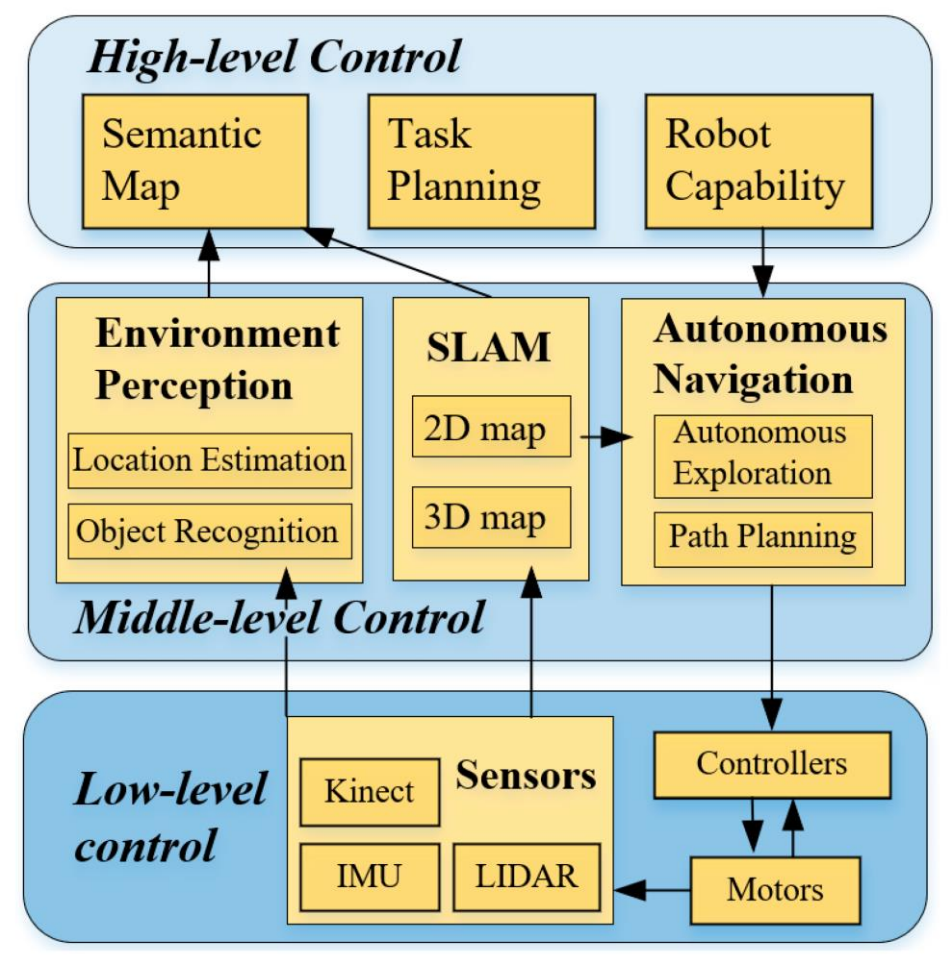 High-level Control
Semantic
Map
Task
Planning
Robot
Capability
Environment
Perception
Location Estimation
Object Recognition
SLAM
2D map
3D map
Autonomous
Navigation
Autonomous
Exploration
Path Planning
Middle-level Control
Low-level
control
Sensors
Kinect
IMU
LIDAR
Controllers
Motors